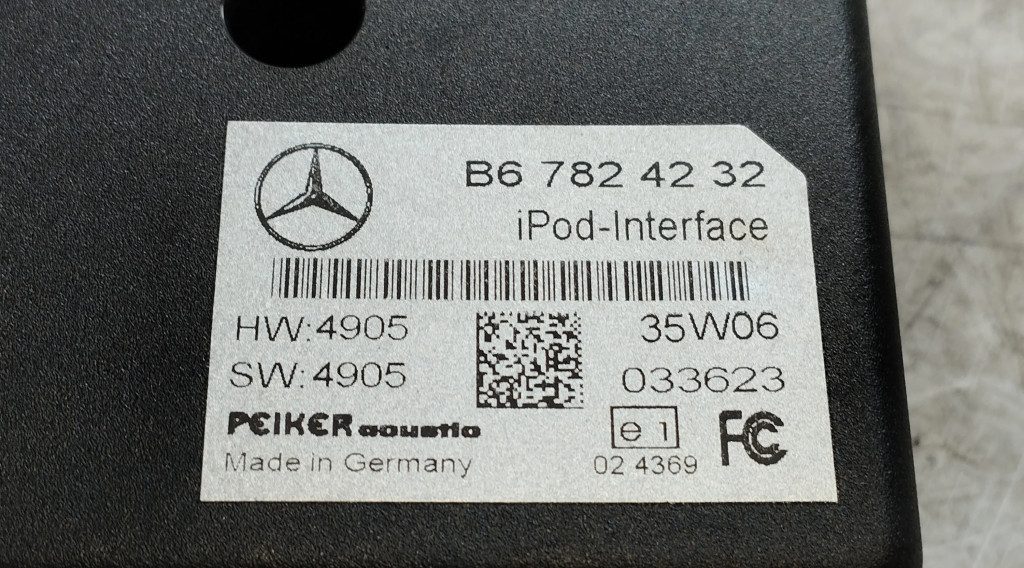 B6 782 42 32
iPod-Interface
HW:4905
35W06
SW:4905
033623
PEIKER acustic
e 1
FC
Made in Germany
02 4369